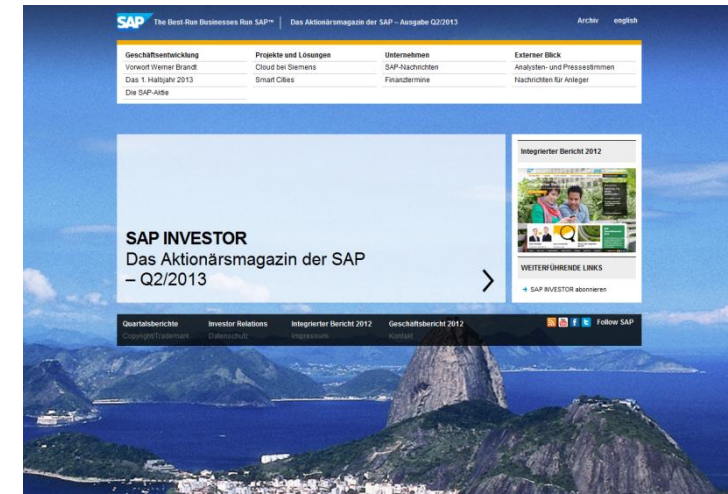 SAP The Best-Run Businesses Run SAP™ | Das Aktionärsmagazin der SAP – Ausgabe Q2/2013 Archiv english
Geschäftsentwicklung Projekte und Lösungen Unternehmen Externer Blick
Vorwort Werner Brandt Cloud bei Siemens SAP-Nachrichten Analysten- und Pressestimmen
Das 1. Halbjahr 2013 Smart Cities Finanztermine Nachrichten für Anleger
Die SAP-Aktie
Integrierter Bericht 2012
SAP INVESTOR
Das Aktionärsmagazin der SAP
– Q2/2013
WEITERFÜHRENDE LINKS
SAP INVESTOR abonnieren
Quartalsberichte Investor Relations Integrierter Bericht 2012 Geschäftsbericht 2012 Follow SAP
Copyright/Trademark Datenschutz Impressum Kontakt